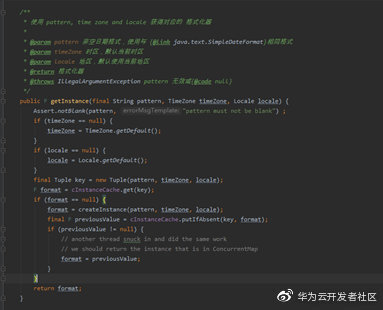 /**
* 使用 pattern, time zone and locale 获得对应的 格式化器
*
* @param pattern 非空日期格式，使用与 {@link java.text.SimpleDateFormat}相同格式
* @param timeZone 时区，默认当前时区
* @param locale 地区，默认使用当前地区
* @return 格式化器
* @throws IllegalArgumentException pattern 无效或{@code null}
*/
public F getInstance(final String pattern, TimeZone timeZone, Locale locale) {
Assert.notBlank(pattern, errorMsgTemplate: "pattern must not be blank") ;
if (timeZone == null) {
timeZone = TimeZone.getDefault();
}
if (locale == null) {
locale = Locale.getDefault();
}
final Tuple key = new Tuple(pattern, timeZone, locale);
F format = cInstanceCache.get(key);
if (format == null) {
format = createInstance(pattern, timeZone, locale);
final F previousValue = cInstanceCache.putIfAbsent(key, format);
if (previousValue != null) {
// another thread snuck in and did the same work
// we should return the instance that is in ConcurrentMap
format = previousValue;
}
}
return format;
}
华为云开发者社区